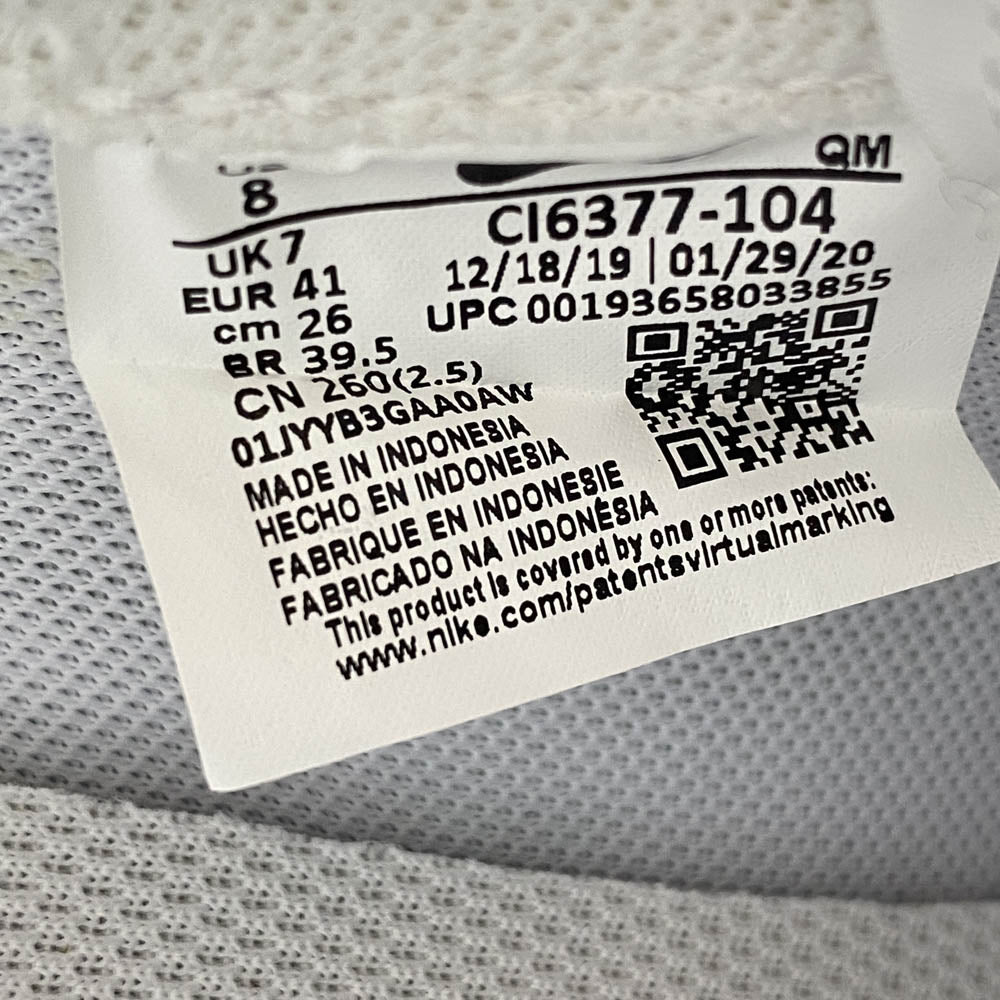 QM
8
CI6377-104
UK 7
12/18/19 | 01/29/20
EUR 41
UPC 00193658033855
cm 26
BR 39.5
CN 260(2.5)
01JYYB3GAA0AW
MADE IN INDONESIA
HECHO EN INDONESIA
FABRIQUE EN INDONESIE
FABRICADO NA INDONÉSIA
This product is covered by one or more patents:
www.nike.com/patentsvirtualmarking